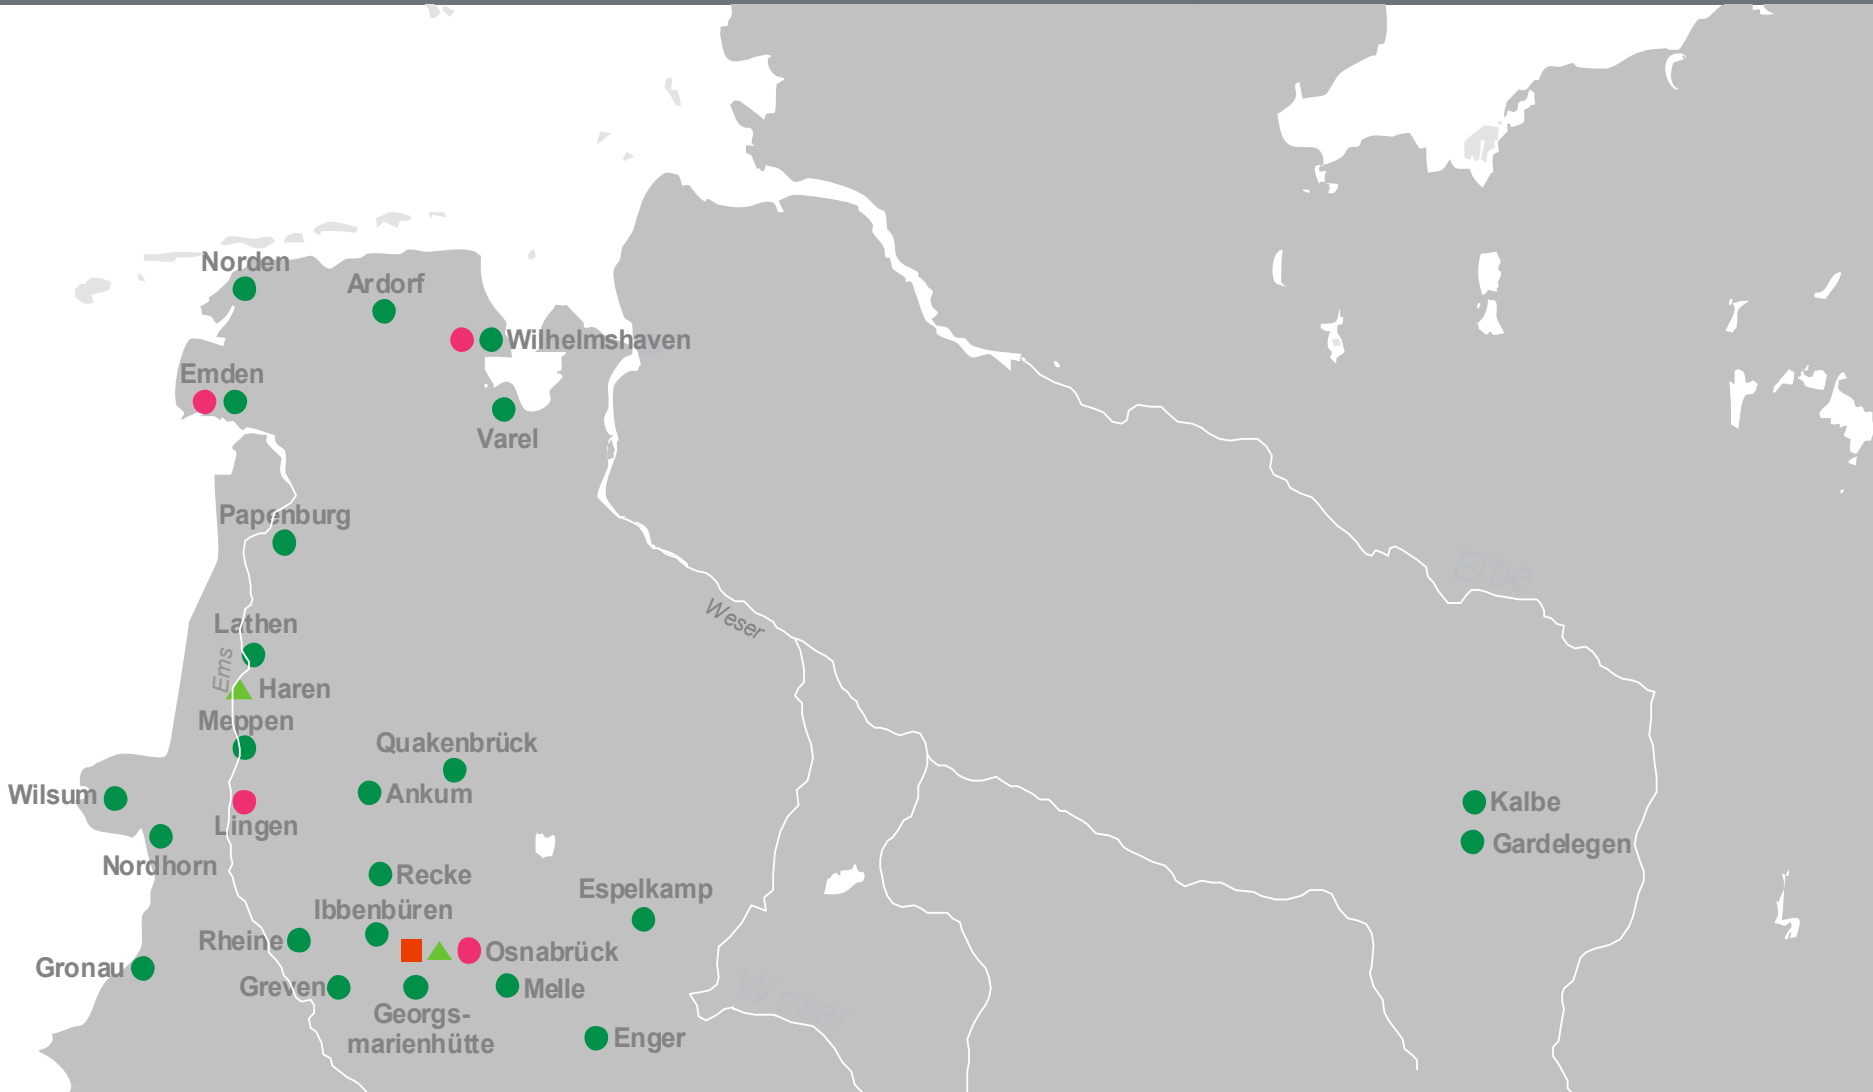 Norden
Ardorf
Wilhelmshaven
Emden
Varel
Papenburg
Elbe
Weser
Lathen
Ems
Haren
Meppen
Quakenbrück
Wilsum
Ankum
Kalbe
Lingen
Gardelegen
Nordhorn
Recke
Espelkamp
Ibbenbüren
Rheine
Osnabrück
Gronau
Greven
Melle
Weser
Georgs-
marienhütte
Enger